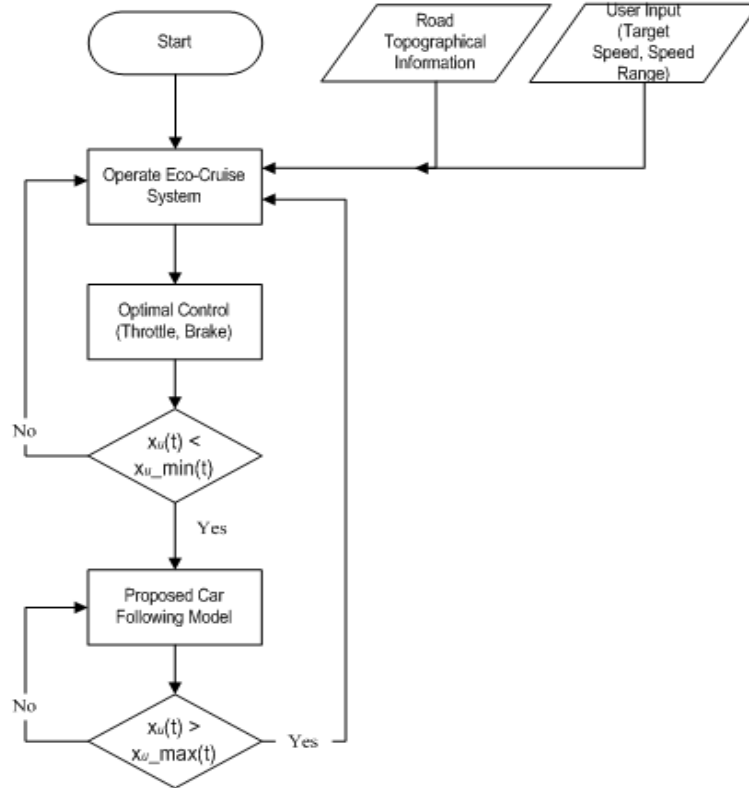 Start
Road
Topographical
Information
User Input
(Target
Speed, Speed
Range)
Operate Eco-Cruise
System
Optimal Control
(Throttle, Brake)
No
xu(t) <
xu_min(t)
Yes
Proposed Car
Following Model
No
xu(t) >
xu_max(t)
Yes